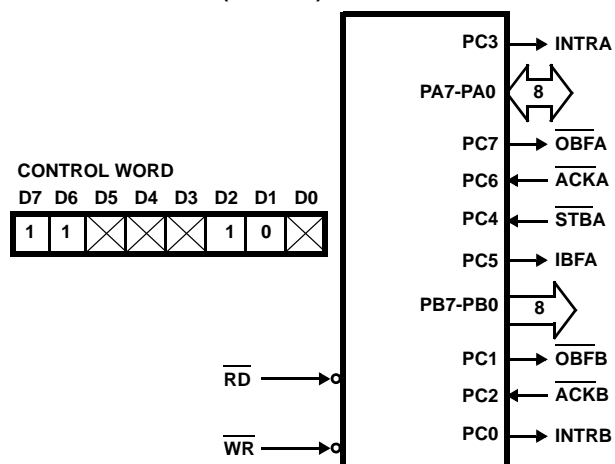 PC3 INTRA
PA7-PA0 8
PC7 OBFA
CONTROL WORD
PC6 ACKA
D7 D6 D5 D4 D3 D2 D1 D0
PC4 STBA
1 1 1 0
PC5 IBFA
PB7-PB0 8
PC1 OBFB
RD
PC2 ACKB
PC0 INTRB
WR